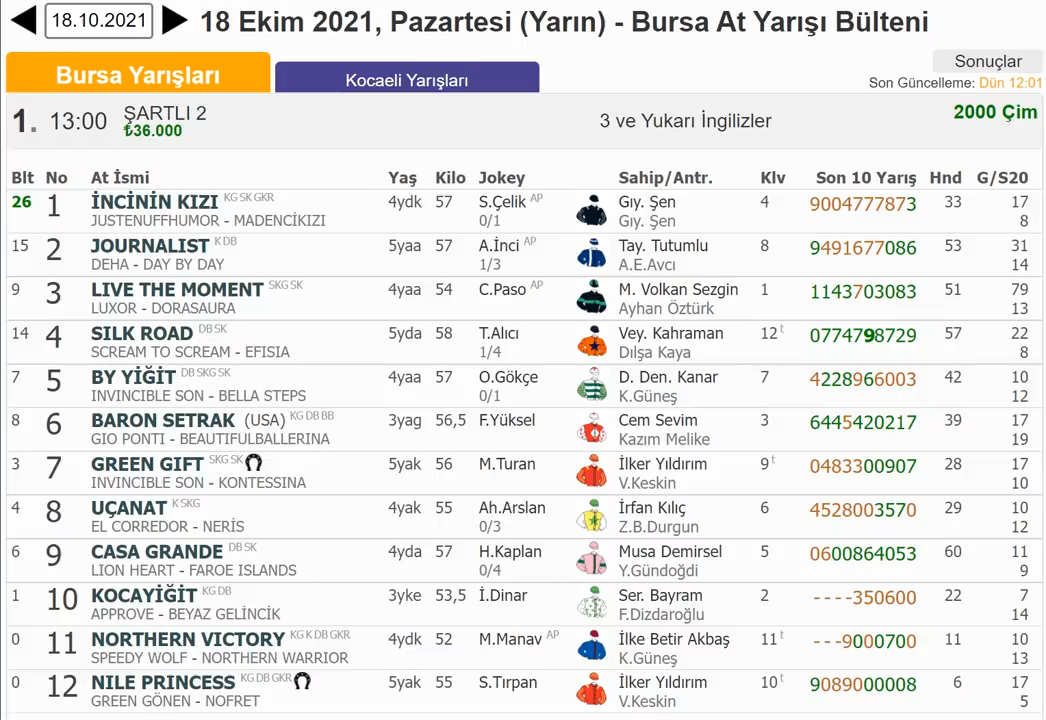 18.10.2021 18 Ekim 2021, Pazartesi (Yarın) - Bursa At Yarışı Bülteni
Sonuçlar
Bursa Yarışları Kocaeli Yarışları Son Güncelleme: Dün 12:01
1. 13:00 ŞARTLI 2 3 ve Yukarı İngilizler 2000 Çim
₺36.000
Blt No At İsmi Yaş Kilo Jokey Sahip/Antr. Klv Son 10 Yarış Hnd G/S20
26 1 İNCİNİN KIZI KG SK GKR 4ydk 57 S.Çelik AP Gıy. Şen 4 9004777873 33 17
JUSTENUFFHUMOR - MADENCİKIZI 0/1 Gıy. Şen 8
15 2 JOURNALIST K DB 5yaa 57 A.İnci AP Tay. Tutumlu 8 9491677086 53 31
DEHA - DAY BY DAY 1/3 A.E.Avcı 14
9 3 LIVE THE MOMENT SKG SK 4yaa 54 C.Paso AP M. Volkan Sezgin 1 1143703083 51 79
LUXOR - DORASAURA Ayhan Öztürk 13
14 4 SILK ROAD DB SK 5yda 58 T.Alıcı Vey. Kahraman 12 t 0774798729 57 22
SCREAM TO SCREAM - EFISIA 1/4 Dılşa Kaya 8
7 5 BY YİĞİT DB SKG SK 4yaa 57 O.Gökçe D. Den. Kanar 7 4228966003 42 10
INVINCIBLE SON - BELLA STEPS 0/1 K.Güneş 12
8 6 BARON SETRAK (USA) KG DB BB 3yag 56,5 F.Yüksel Cem Sevim 3 6445420217 39 17
GIO PONTI - BEAUTIFULBALLERINA Kazım Melike 19
3 7 GREEN GIFT SKG SK 5yak 56 M.Turan İlker Yıldırım 9 t 0483300907 28 17
INVINCIBLE SON - KONTESSINA V.Keskin 10
4 8 UÇANAT K SKG 4yak 55 Ah.Arslan İrfan Kılıç 6 4528003570 29 10
EL CORREDOR - NERİS 0/3 Z.B.Durgun 12
6 9 CASA GRANDE DB SK 4yda 57 H.Kaplan Musa Demirsel 5 0600864053 60 11
LION HEART - FAROE ISLANDS 0/4 Y.Gündoğdi 9
1 10 KOCAYİĞİT KG DB 3yke 53,5 İ.Dinar Ser. Bayram 2 ----350600 22 7
APPROVE - BEYAZ GELİNCİK F.Dizdaroğlu 14
0 11 NORTHERN VICTORY KG K DB GKR 4ydk 52 M.Manav AP İlke Betir Akbaş 11 t ---9000700 11 10
SPEEDY WOLF - NORTHERN WARRIOR K.Güneş 13
0 12 NILE PRINCESS KG DB GKR 5yak 55 S.Tırpan İlker Yıldırım 10 t 9089000008 6 17
GREEN GÖNEN - NOFRET V.Keskin 5